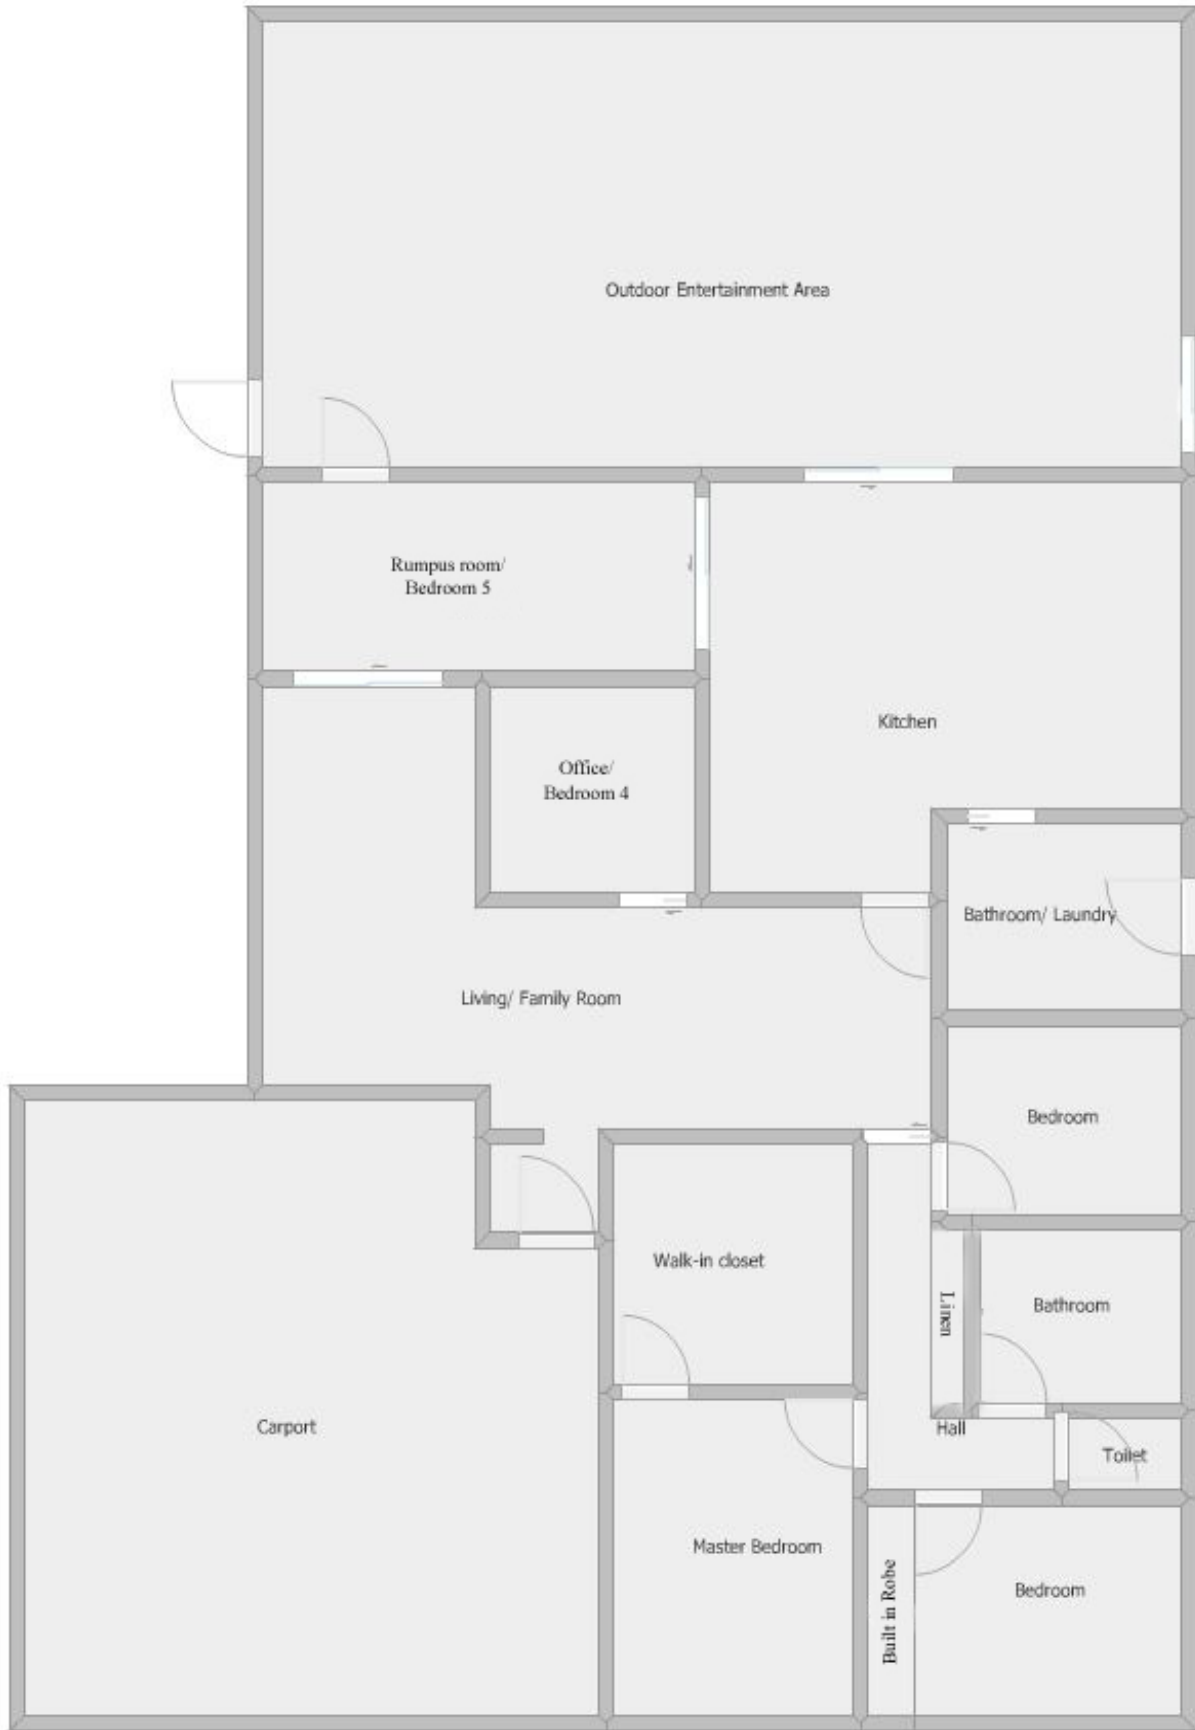 Outdoor Entertainment Area
Rumpus room/
Bedroom 5
Kitchen
Office/
Bedroom 4
Bathroom/ Laundry
Living/ Family Room
Bedroom
Walk-in closet
Linen
Bathroom
Carport
Hall
Toilet
Master Bedroom
Built in Robe
Bedroom